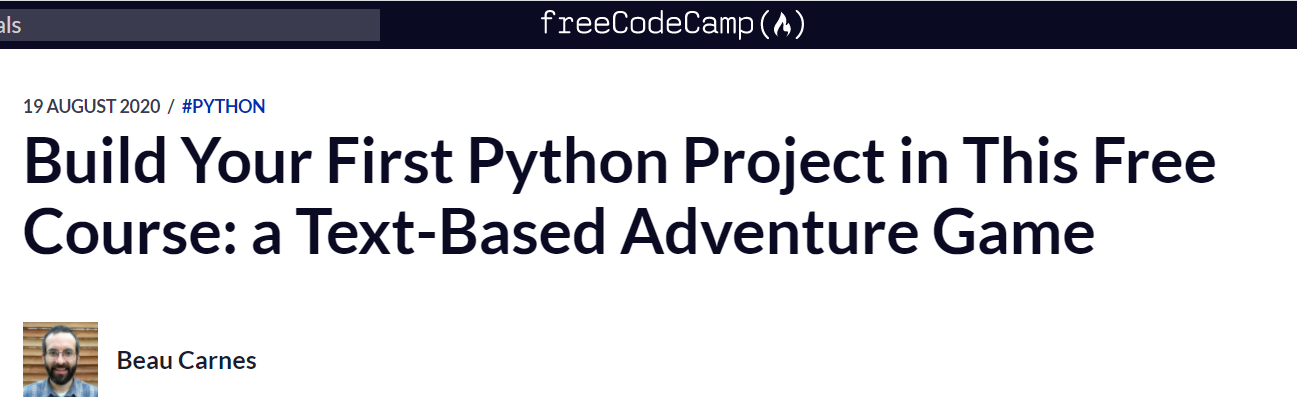 als
freeCodeCamp(🔥)
19 AUGUST 2020 / #PYTHON
Build Your First Python Project in This Free
Course: a Text-Based Adventure Game
Beau Carnes